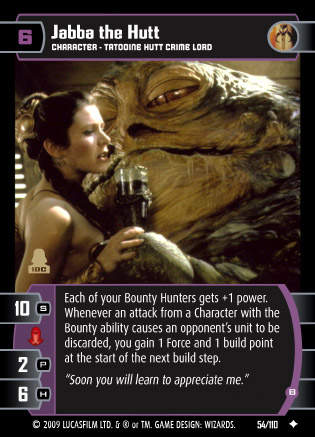 6
Jabba the Hutt
CHARACTER - TATOOINE HUTT CRIME LORD
10C
10 S
2 P
6 H
Each of your Bounty Hunters gets +1 power.
Whenever an attack from a Character with the
Bounty ability causes an opponent's unit to be
discarded, you gain 1 Force and 1 build point
at the start of the next build step.
“Soon you will learn to appreciate me.”
B
© 2009 LUCASFILM LTD. & ® or TM. GAME DESIGN: WIZARDS.
54/110